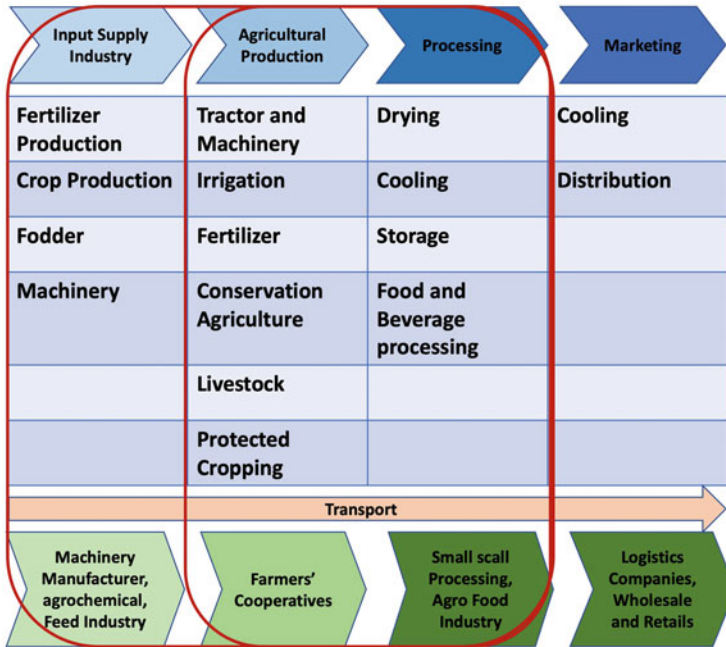 Input Supply
Industry
Agricultural
Production
Processing
Marketing
Fertilizer
Production
Tractor and
Machinery
Drying
Cooling
Crop Production
Irrigation
Cooling
Distribution
Fodder
Fertilizer
Storage
Machinery
Conservation
Agriculture
Food and
Beverage
processing
Livestock
Protected
Cropping
Transport
Machinery
Manufacturer,
agrochemical,
Feed Industry
Farmers’
Cooperatives
Small scall
Processing,
Agro Food
Industry
Logistics
Companies,
Wholesale
and Retails